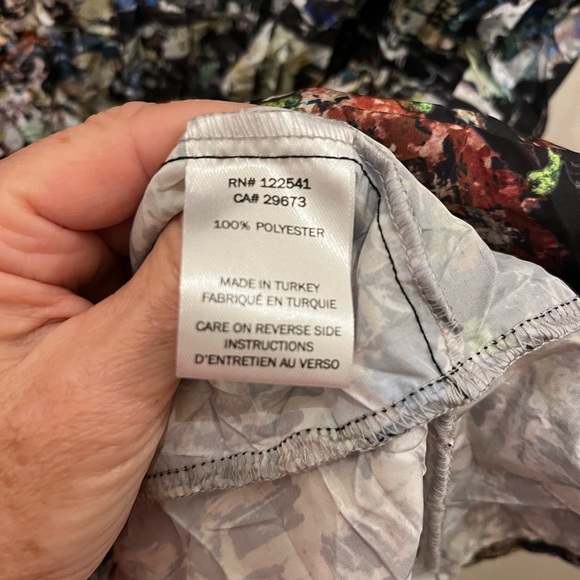 RN# 122541
CA# 29673
100% POLYESTER
MADE IN TURKEY
FABRIQUÉ EN TURQUIE
CARE ON REVERSE SIDE
INSTRUCTIONS
D'ENTRETIEN AU VERSO